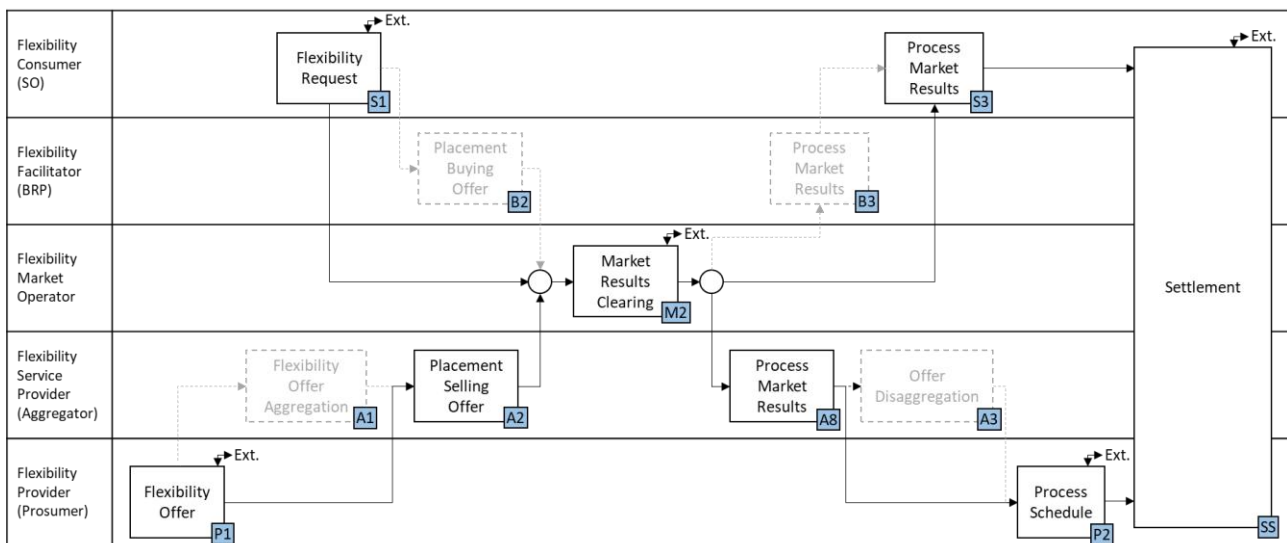 Flexibility
Consumer
(SO)
Ext.
Flexibility
Request
S1
Process
Market
Results
S3
Ext.
Flexibility
Facilitator
(BRP)
Placement
Buying
Offer
B2
Process
Market
Results
B3
Flexibility
Market
Operator
Ext.
Market
Results
Clearing
M2
Settlement
SS
Flexibility
Service
Provider
(Aggregator)
Flexibility
Offer
Aggregation
A1
Placement
Selling
Offer
A2
Process
Market
Results
A8
Offer
Disaggregation
A3
Flexibility
Provider
(Prosumer)
Ext.
Flexibility
Offer
P1
Ext.
Process
Schedule
P2